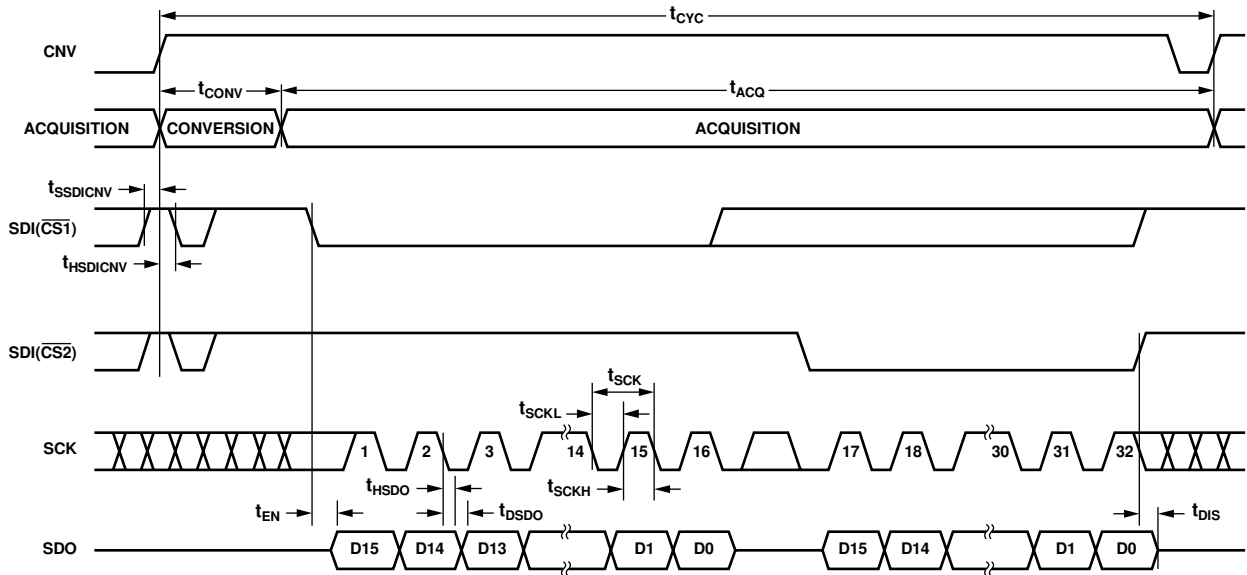 tCYC
CNV
tCONV
tACQ
ACQUISITION CONVERSION ACQUISITION
tSSDICNV
SDI(CS1)
tHSDICNV
SDI(CS2)
tSCK
tSCKL
SCK 1 2 3 14 15 16 17 18 30 31 32
tHSDO tSCKH
tEN tDSDO tDIS
SDO D15 D14 D13 D1 D0 D15 D14 D1 D0